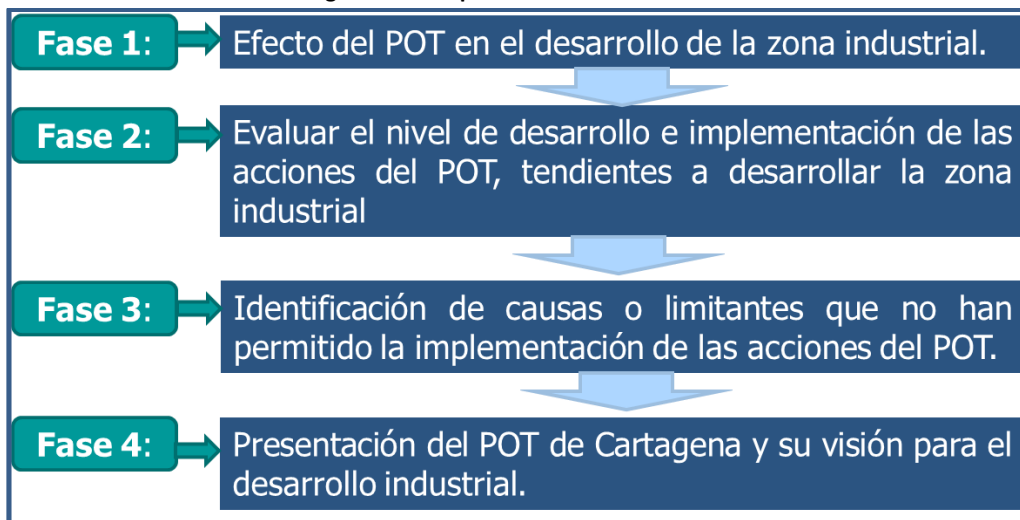 Fase 1: Efecto del POT en el desarrollo de la zona industrial.
Fase 2: Evaluar el nivel de desarrollo e implementación de las
acciones del POT, tendientes a desarrollar la zona
industrial
Fase 3: Identificación de causas o limitantes que no han
permitido la implementación de las acciones del POT.
Fase 4: Presentación del POT de Cartagena y su visión para el
desarrollo industrial.